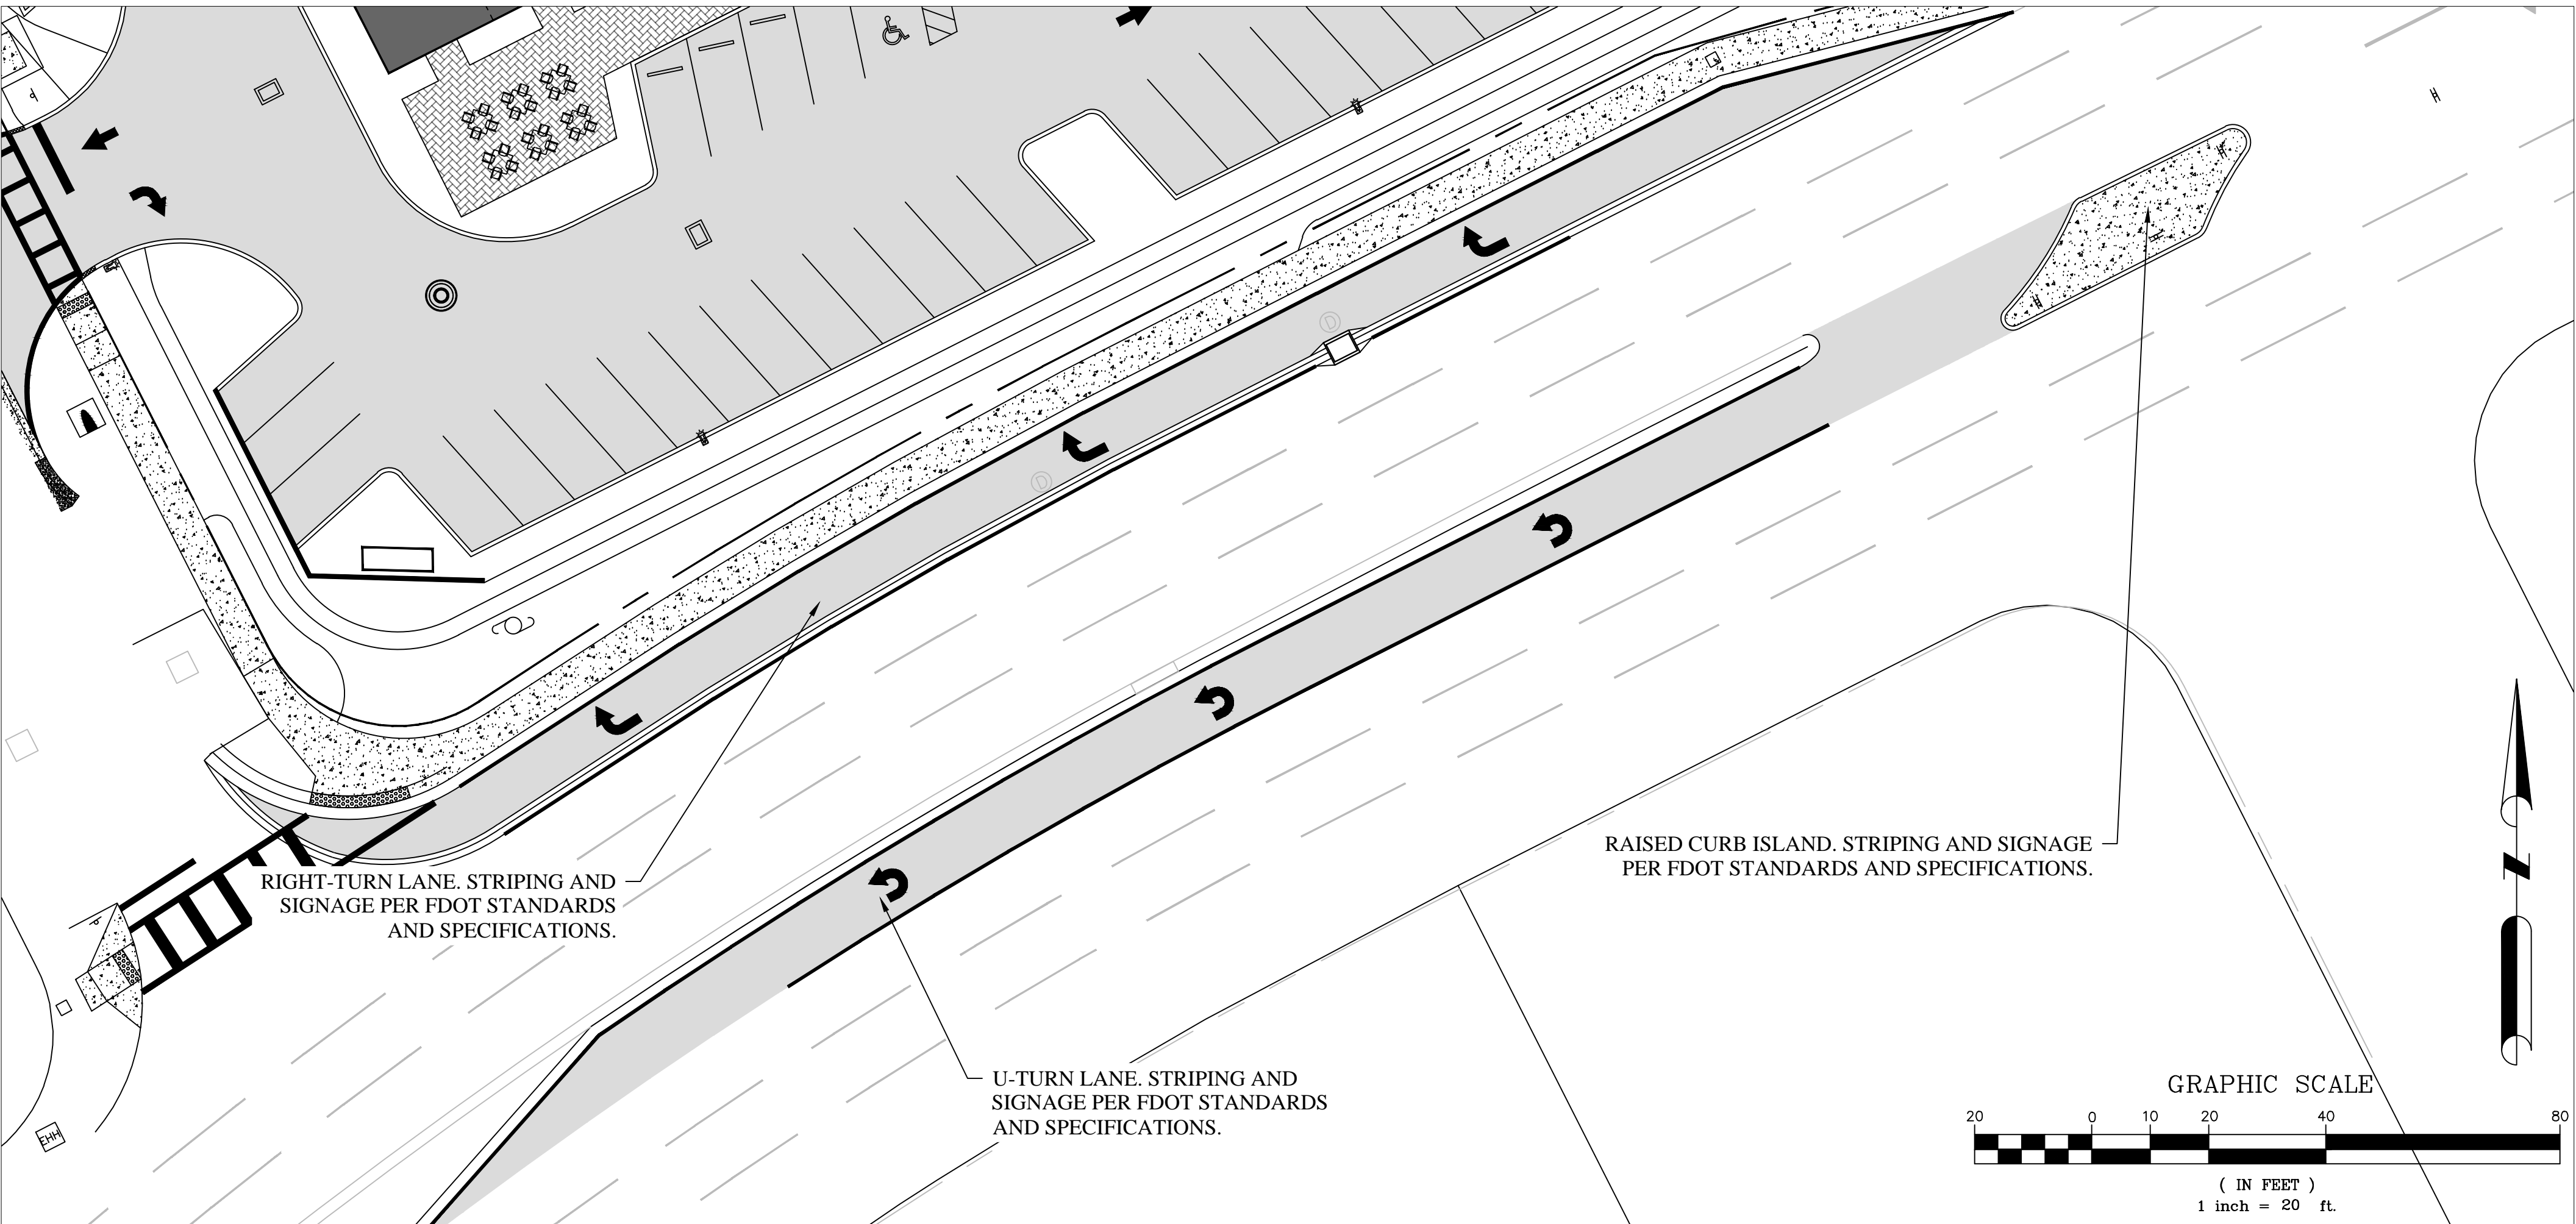 D
D
RIGHT-TURN LANE. STRIPING AND
SIGNAGE PER FDOT STANDARDS
AND SPECIFICATIONS.
RAISED CURB ISLAND. STRIPING AND SIGNAGE
PER FDOT STANDARDS AND SPECIFICATIONS.
N
U-TURN LANE. STRIPING AND
SIGNAGE PER FDOT STANDARDS
AND SPECIFICATIONS.
EHH
GRAPHIC SCALE
20 0 10 20 40 80
( IN FEET )
1 inch = 20 ft.